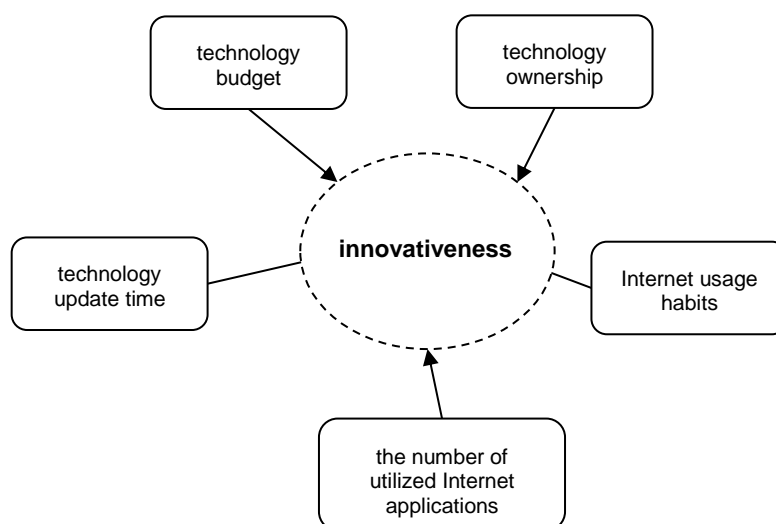 technology
budget
technology
ownership
innovativeness
technology
update time
Internet usage
habits
the number of
utilized Internet
applications